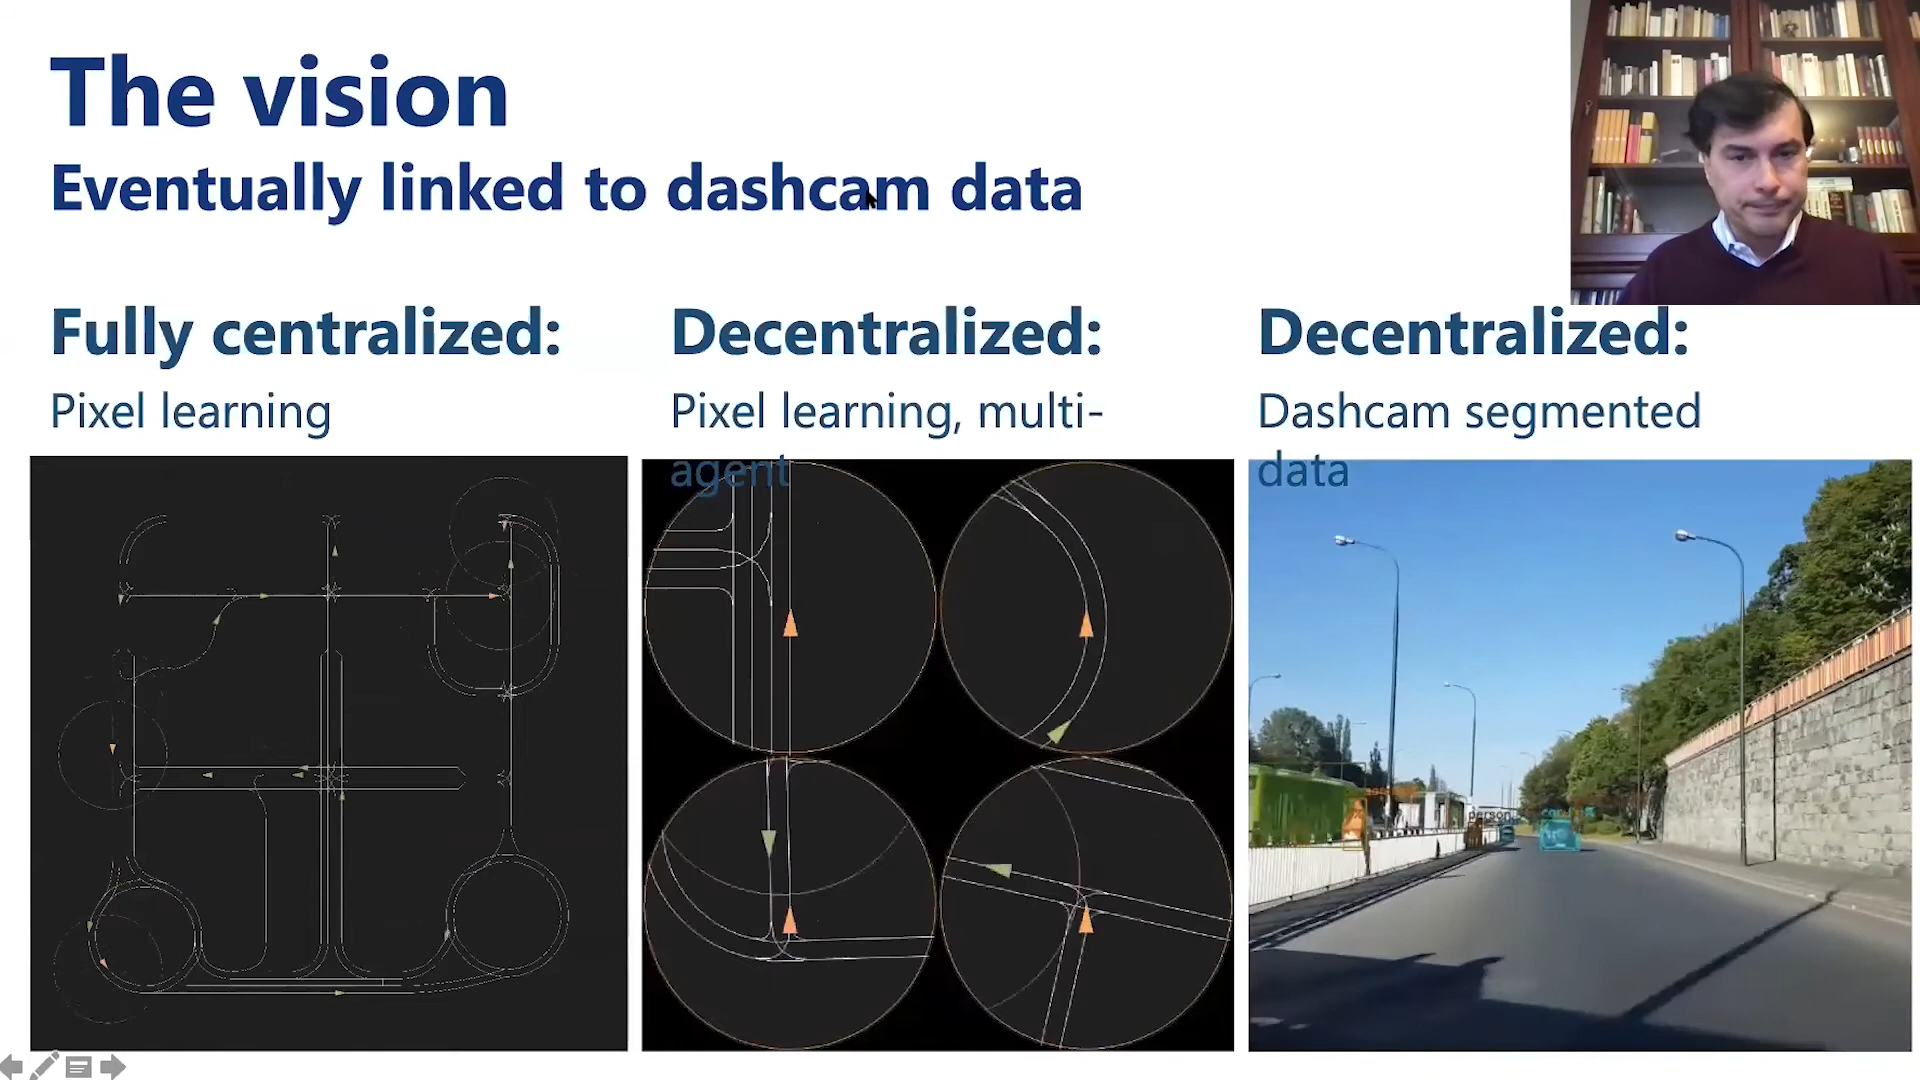 The vision
Eventually linked to dashcam data
Fully centralized:
Pixel learning
Decentralized:
Pixel learning, multi-
agent
Decentralized:
Dashcam segmented
data
person